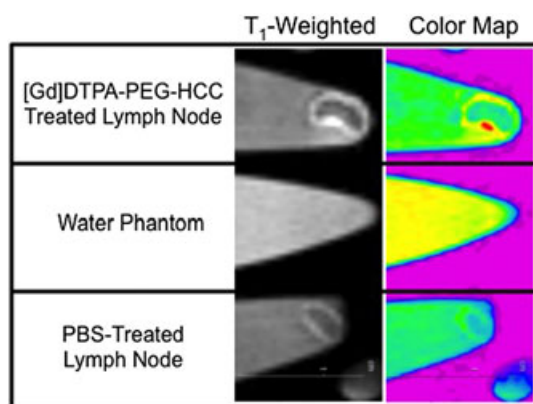 T₁-Weighted Color Map
[Gd]DTPA-PEG-HCC
Treated Lymph Node
Water Phantom
PBS-Treated
Lymph Node